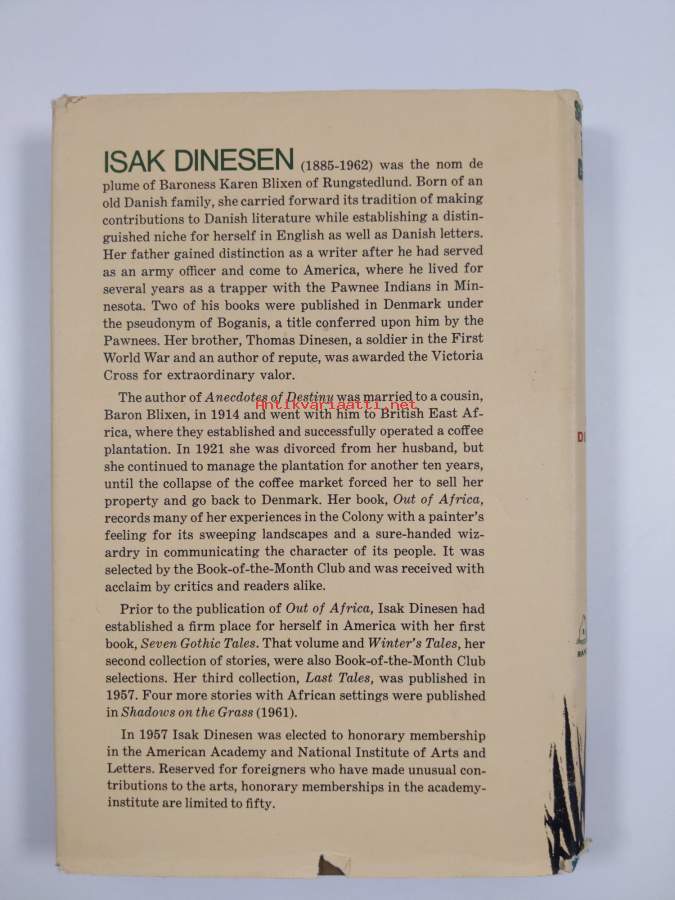 ISAK DINESEN (1885-1962) was the nom de
plume of Baroness Karen Blixen of Rungstedlund. Born of an
old Danish family, she carried forward its tradition of making
contributions to Danish literature while establishing a distin-
guished niche for herself in English as well as Danish letters.
Her father gained distinction as a writer after he had served
as an army officer and come to America, where he lived for
several years as a trapper with the Pawnee Indians in Min-
nesota. Two of his books were published in Denmark under
the pseudonym of Boganis, a title conferred upon him by the
Pawnees. Her brother, Thomas Dinesen, a soldier in the First
World War and an author of repute, was awarded the Victoria
Cross for extraordinary valor.
The author of Anecdotes of Destiny was married to a cousin,
Antikvariaatti.net
Baron Blixen, in 1914 and went with him to British East Af-
rica, where they established and successfully operated a coffee
plantation. In 1921 she was divorced from her husband, but
she continued to manage the plantation for another ten years,
until the collapse of the coffee market forced her to sell her
property and go back to Denmark. Her book, Out of Africa,
records many of her experiences in the Colony with a painter's
feeling for its sweeping landscapes and a sure-handed wiz-
ardry in communicating the character of its people. It was
selected by the Book-of-the-Month Club and was received with
acclaim by critics and readers alike.
Prior to the publication of Out of Africa, Isak Dinesen had
established a firm place for herself in America with her first
book, Seven Gothic Tales. That volume and Winter's Tales, her
second collection of stories, were also Book-of-the-Month Club
selections. Her third collection, Last Tales, was published in
1957. Four more stories with African settings were published
in Shadows on the Grass (1961).
In 1957 Isak Dinesen was elected to honorary membership
in the American Academy and National Institute of Arts and
Letters. Reserved for foreigners who have made unusual con-
tributions to the arts, honorary memberships in the academy-
institute are limited to fifty.